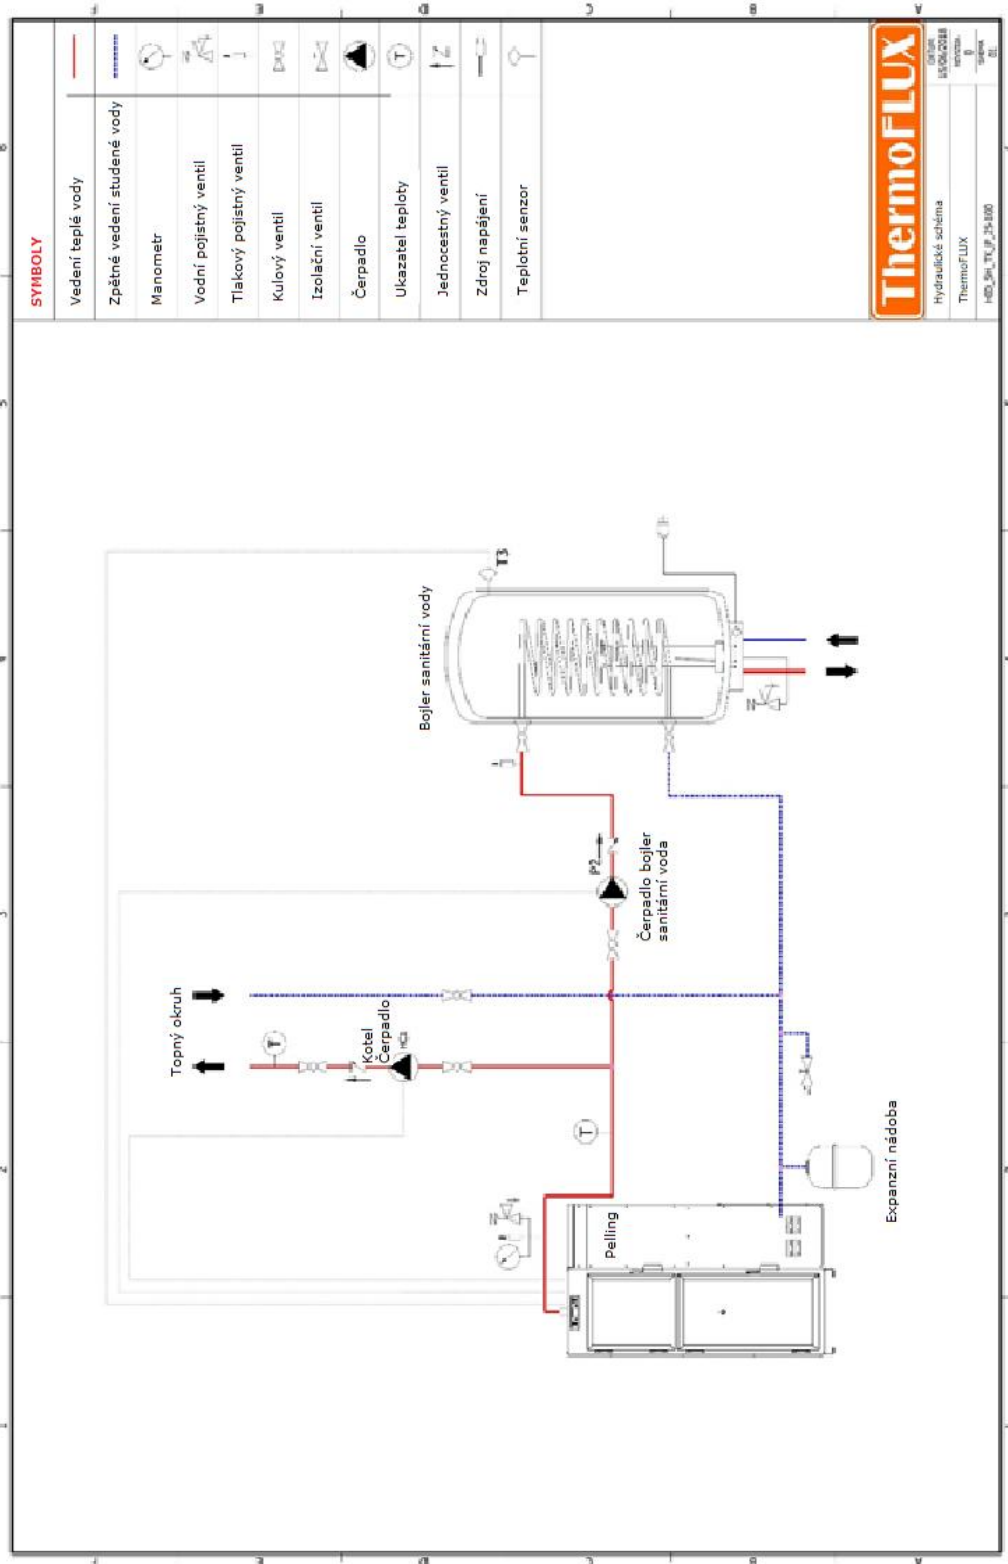 SYMBOLY
Vedení teplé vody
Zpětné vedení studené vody
Manometr
Vodní pojistný ventil
Tlakový pojistný ventil
Kulový ventil
Izolační ventil
Čerpadlo
T
Ukazatel teploty
Jednocestný ventil
Zdroj napájení
Teplotní senzor
ThermoFLUX
Hydraulické schéma
ThermoFLUX
Topný okruh
T
Kotel
Čerpadlo
T
Pelling
Expanzní nádoba
P2
Čerpadlo bojler
sanitární voda
Bojler sanitární vody
T3